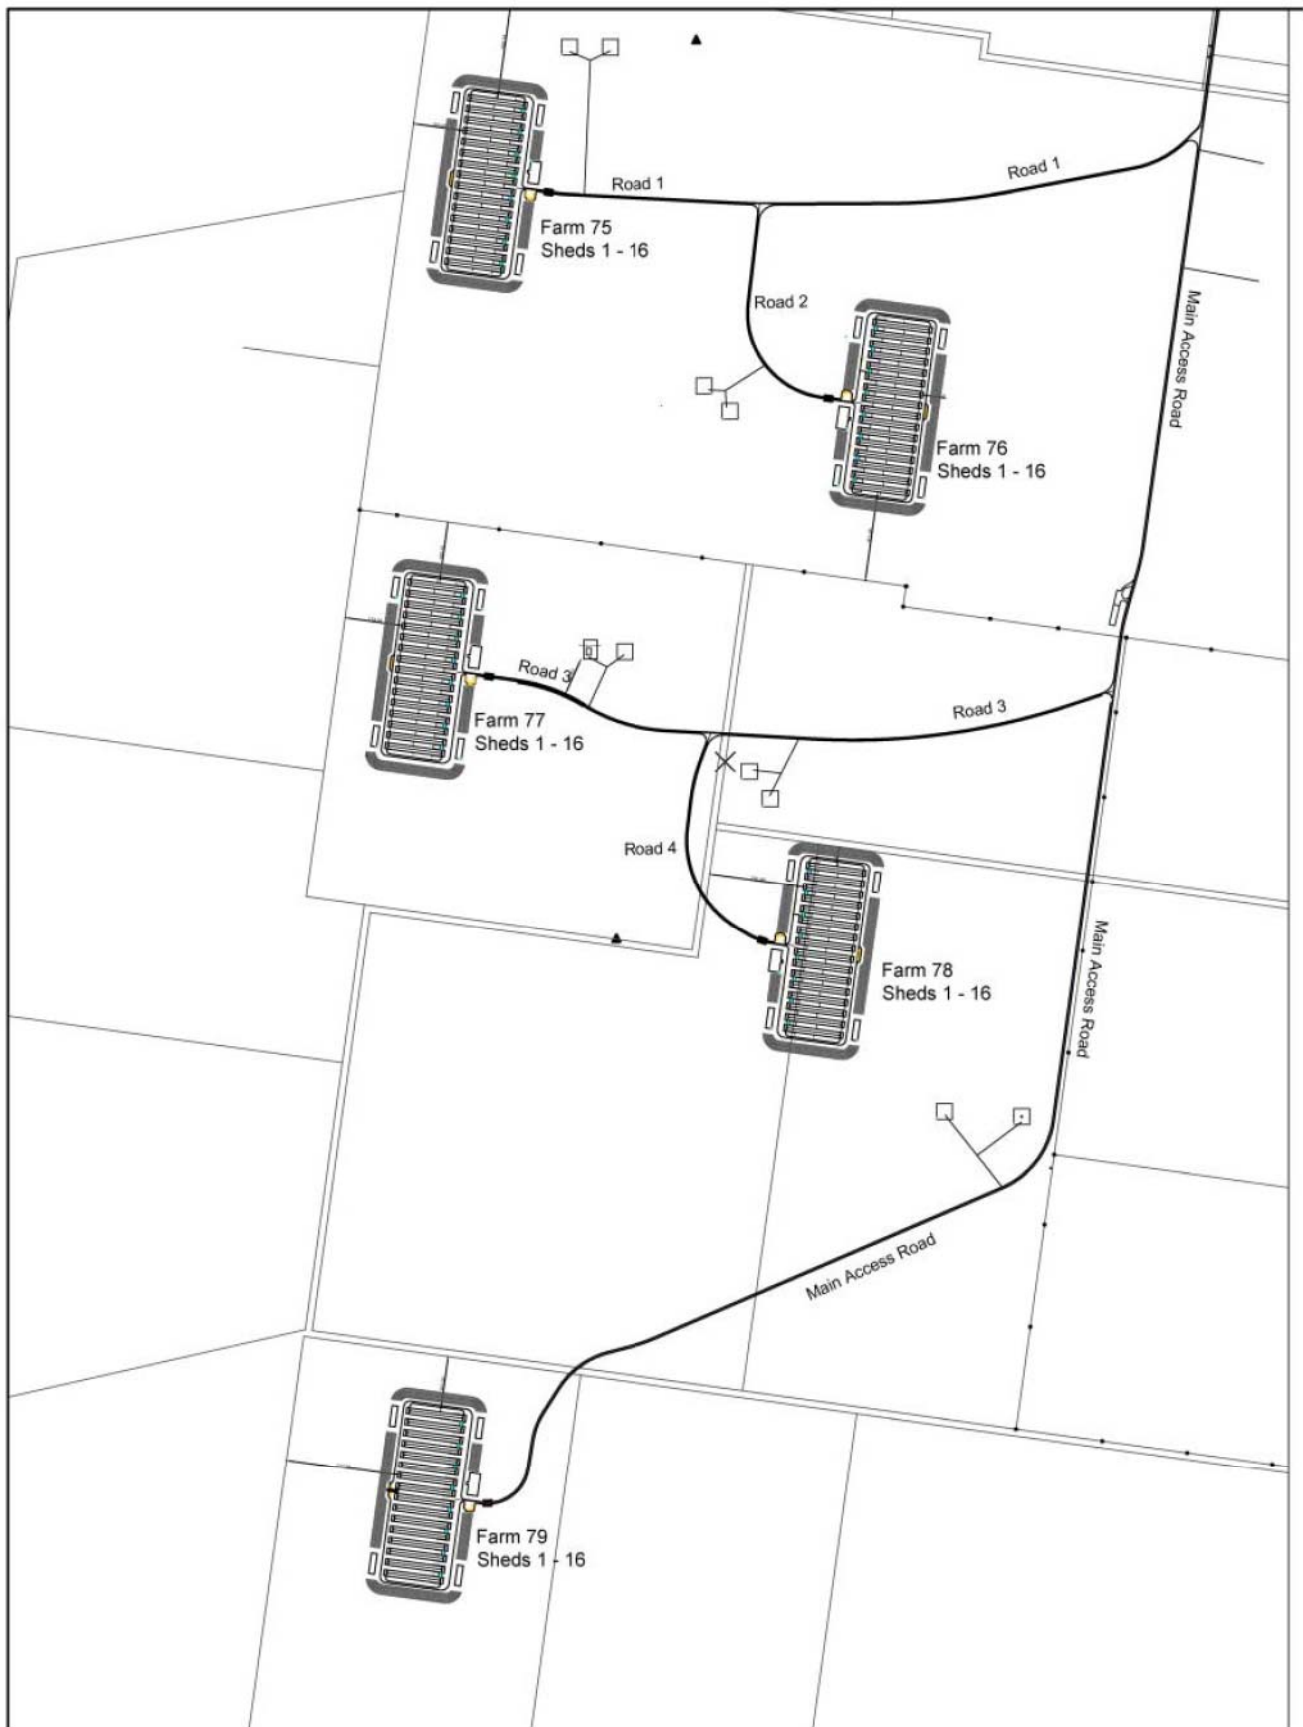 Road 1
Road 1
Farm 75
Sheds 1 - 16
Road 2
Main Access Road
Farm 76
Sheds 1 - 16
Road 3
Road 3
Farm 77
Sheds 1 - 16
Road 4
Main Access Road
Farm 78
Sheds 1 - 16
Main Access Road
Farm 79
Sheds 1 - 16